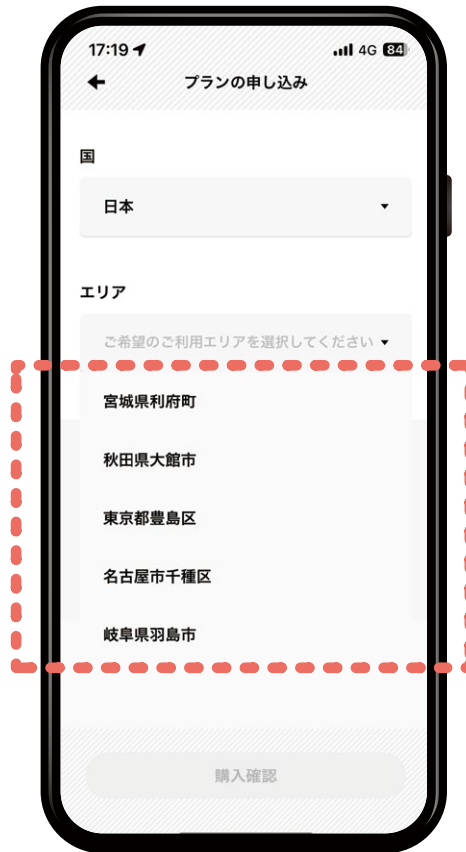 17:19 4G 84
プランの申し込み
国
日本
エリア
ご希望のご利用エリアを選択してください
宮城県利府町
秋田県大館市
東京都豊島区
名古屋市千種区
岐阜県羽島市
購入確認